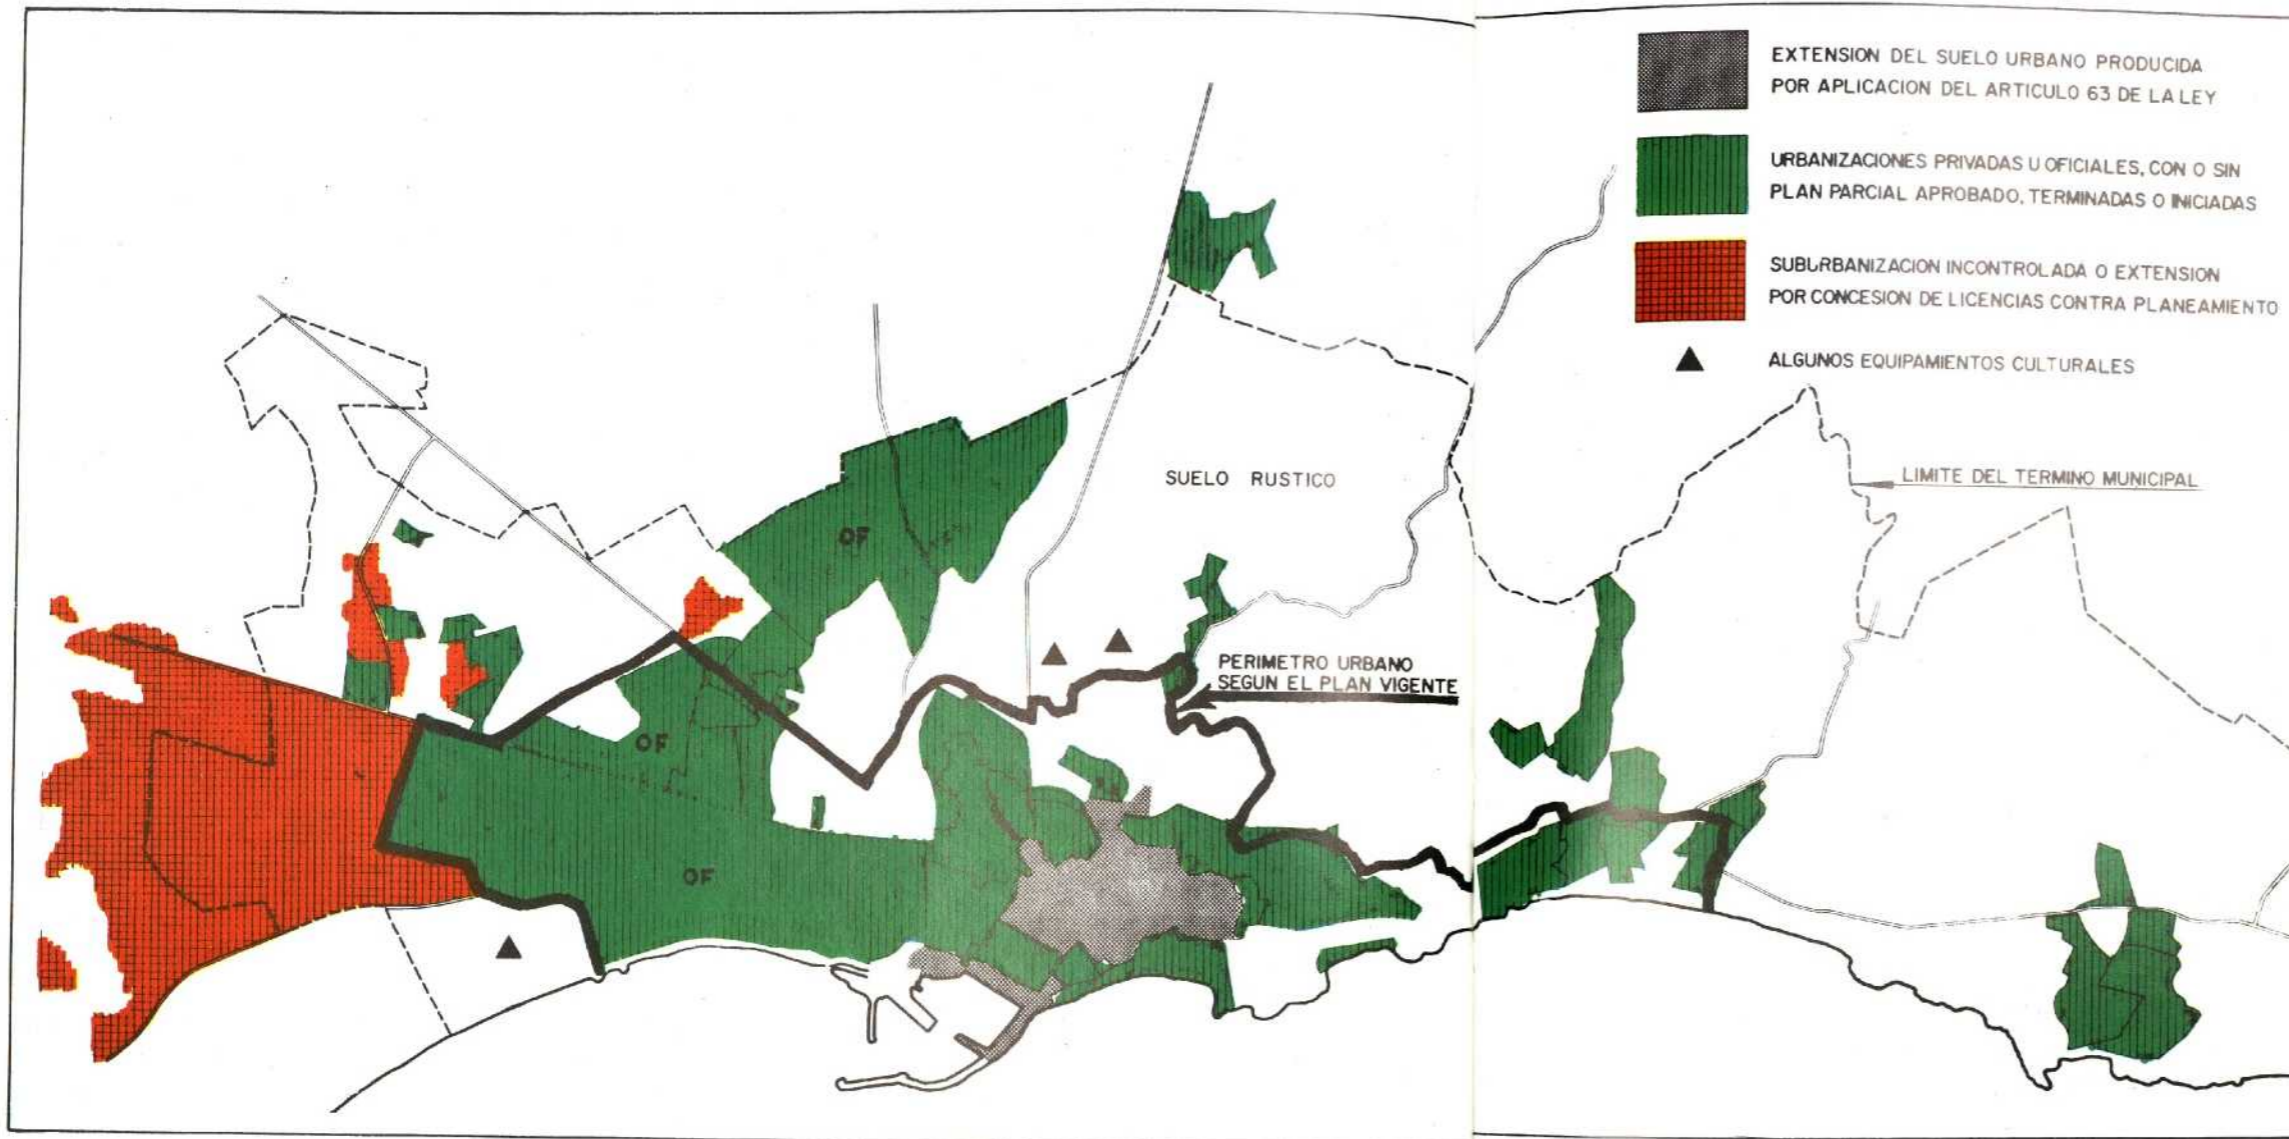 EXTENSION DEL SUELO URBANO PRODUCIDA
POR APLICACION DEL ARTICULO 63 DE LA LEY
URBANIZACIONES PRIVADAS U OFICIALES, CON O SIN
PLAN PARCIAL APROBADO, TERMINADAS O INICIADAS
SUBURBANIZACION INCONTROLADA O EXTENSION
POR CONCESION DE LICENCIAS CONTRA PLANEAMIENTO
ALGUNOS EQUIPAMIENTOS CULTURALES
SUELO RUSTICO
LIMITE DEL TERMINO MUNICIPAL
OF
PERIMETRO URBANO
SEGUN EL PLAN VIGENTE
OF
OF